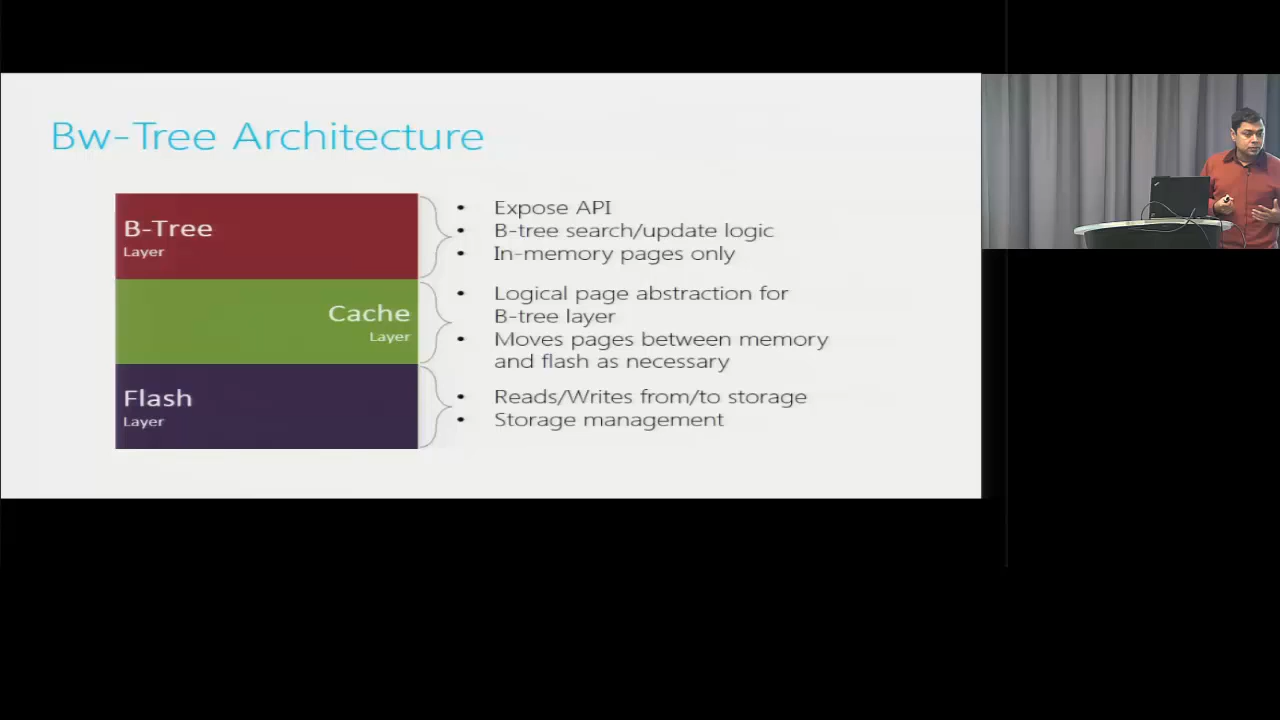 Bw-Tree Architecture
B-Tree
Layer
• Expose API
• B-tree search/update logic
• In-memory pages only
Cache
Layer
• Logical page abstraction for
B-tree layer
• Moves pages between memory
and flash as necessary
Flash
Layer
• Reads/Writes from/to storage
• Storage management